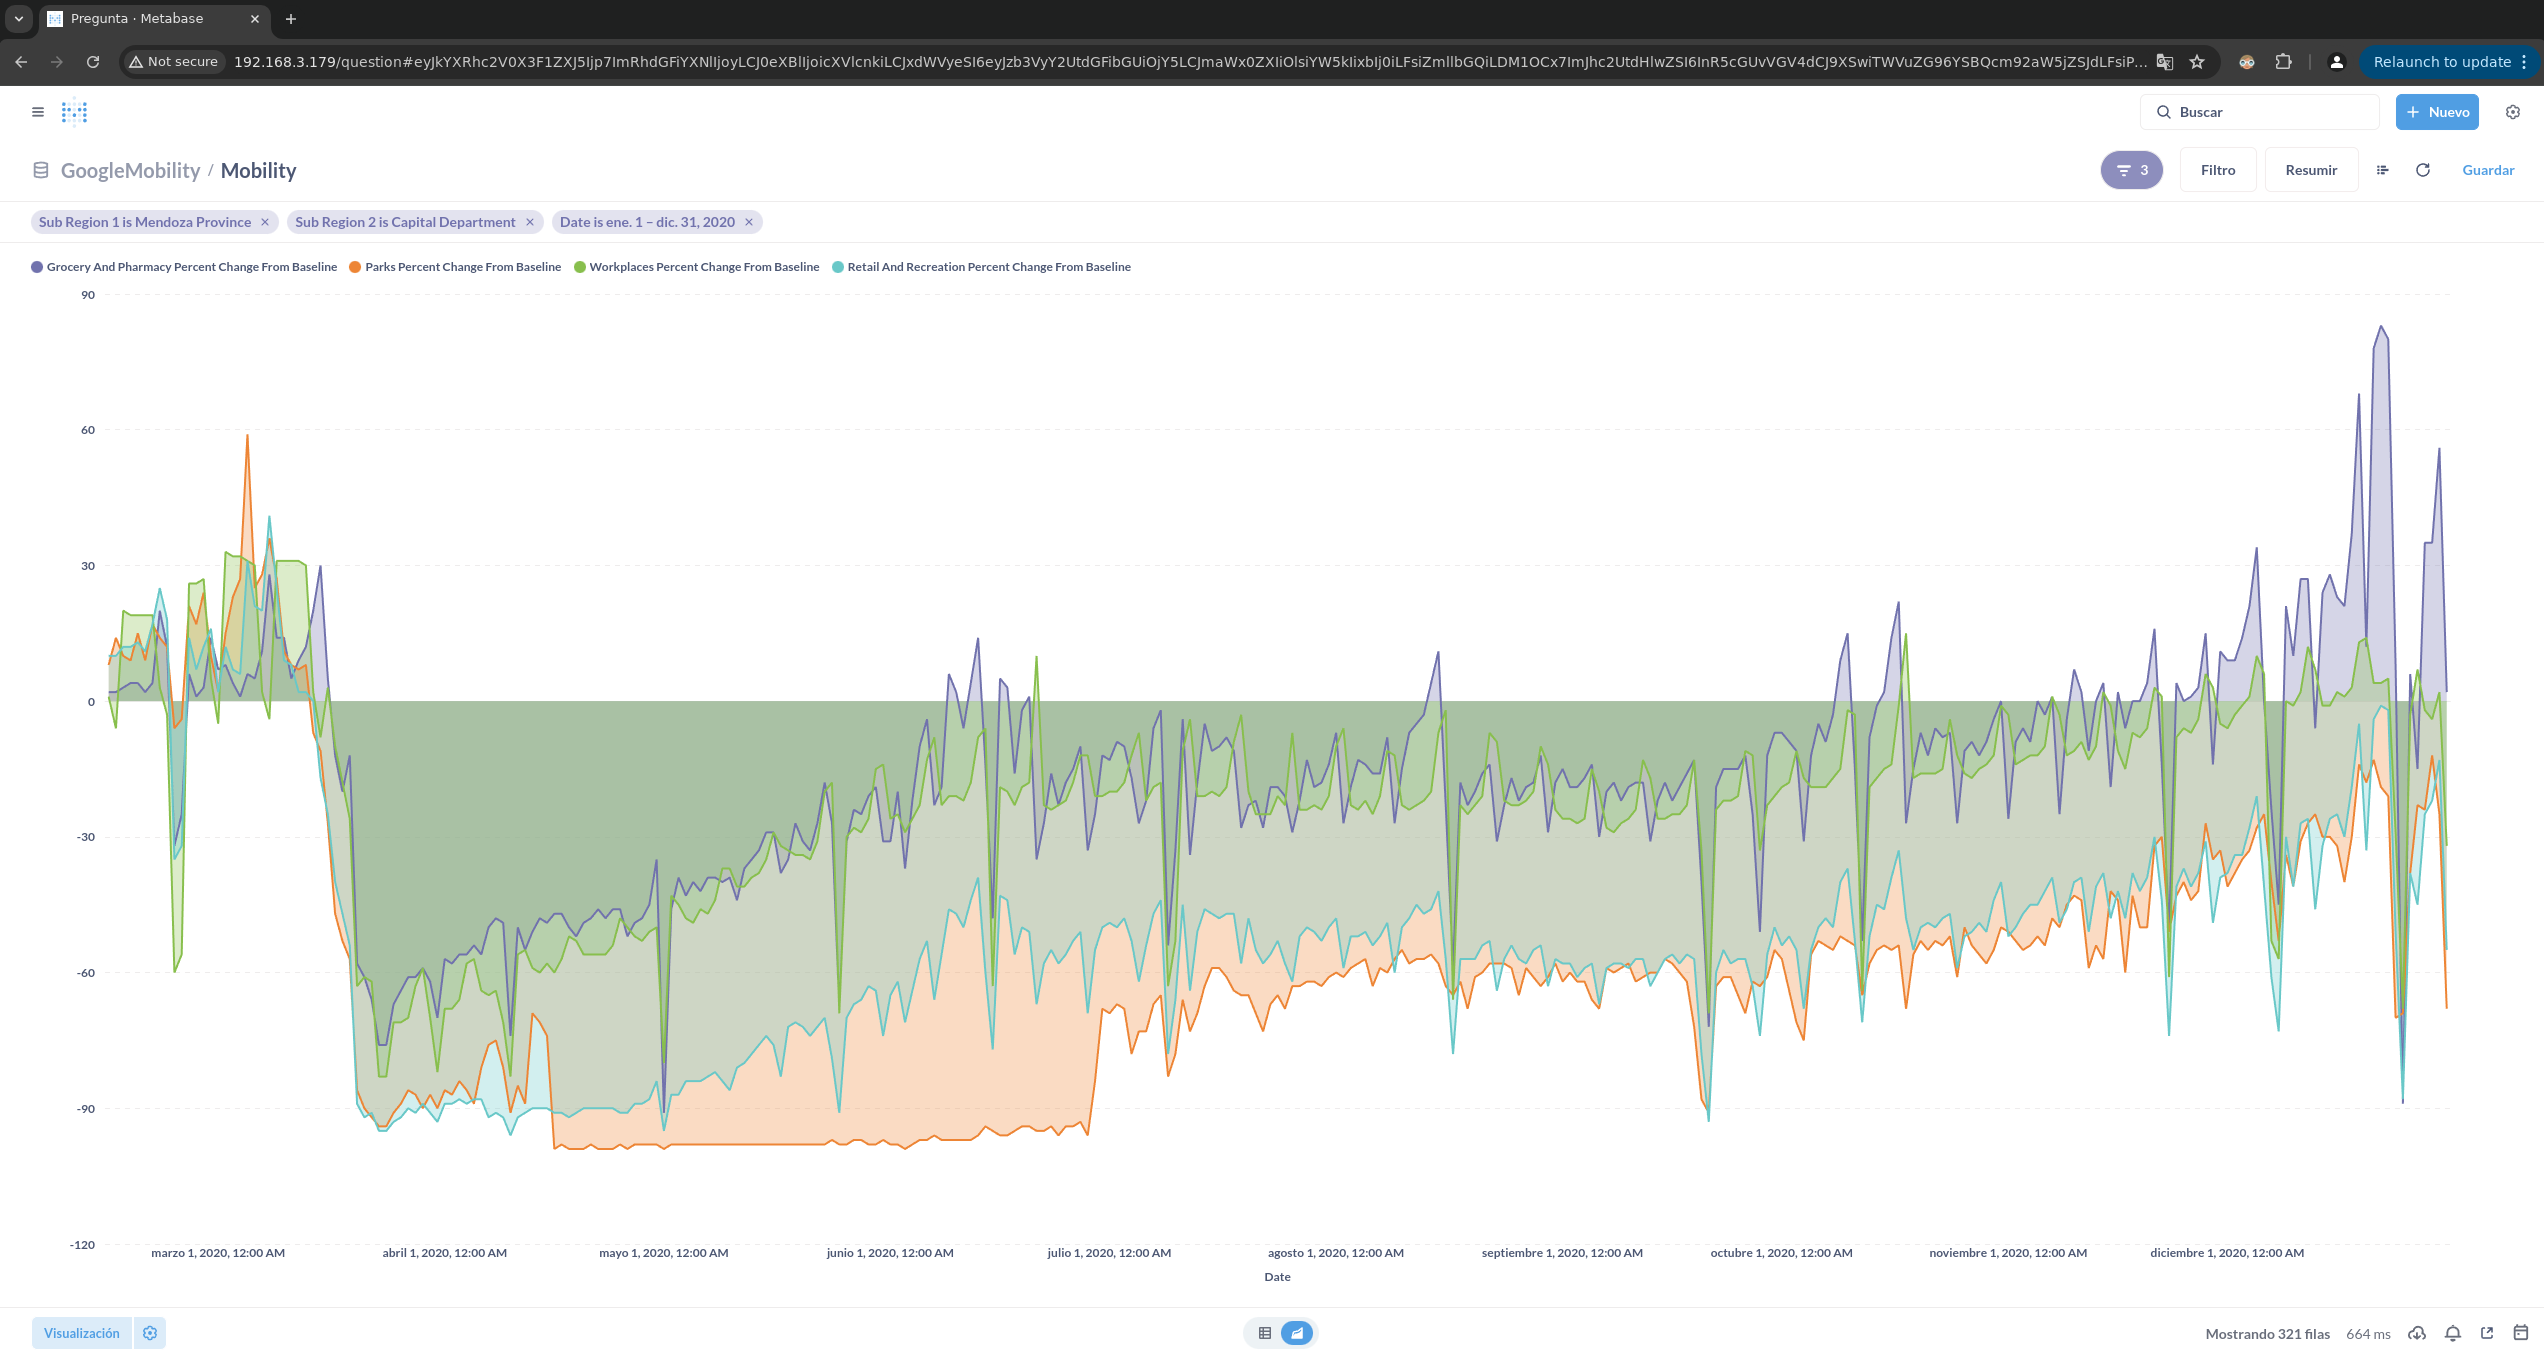 Pregunta · Metabase
Not secure
Relaunch to update
Buscar
Nuevo
GoogleMobility / Mobility
3
Filtro
Resumir
Guardar
Sub Region 1 is Mendoza Province
Sub Region 2 is Capital Department
Date is ene. 1 – dic. 31, 2020
Grocery And Pharmacy Percent Change From Baseline
Parks Percent Change From Baseline
Workplaces Percent Change From Baseline
Retail And Recreation Percent Change From Baseline
90
60
30
0
-30
-60
-90
-120
marzo 1, 2020, 12:00 AM
abril 1, 2020, 12:00 AM
mayo 1, 2020, 12:00 AM
junio 1, 2020, 12:00 AM
julio 1, 2020, 12:00 AM
agosto 1, 2020, 12:00 AM
septiembre 1, 2020, 12:00 AM
octubre 1, 2020, 12:00 AM
noviembre 1, 2020, 12:00 AM
diciembre 1, 2020, 12:00 AM
Date
Visualización
Mostrando 321 filas
664 ms